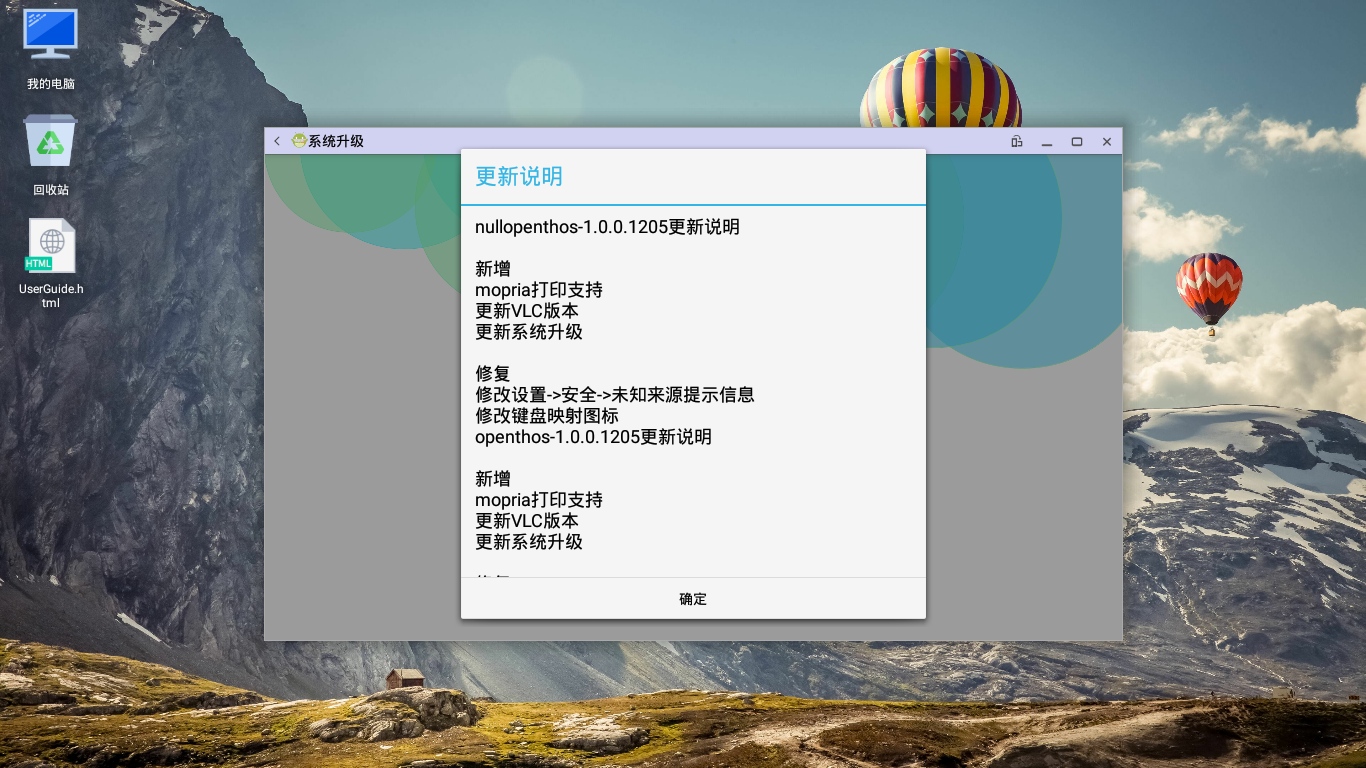 我的电脑
回收站
HTML
UserGuide.h
tml
系统升级
更新说明
nullopenthos-1.0.0.1205更新说明
新增
mopria打印支持
更新VLC版本
更新系统升级
修复
修改设置->安全->未知来源提示信息
修改键盘映射图标
openthos-1.0.0.1205更新说明
新增
mopria打印支持
更新VLC版本
更新系统升级
确定